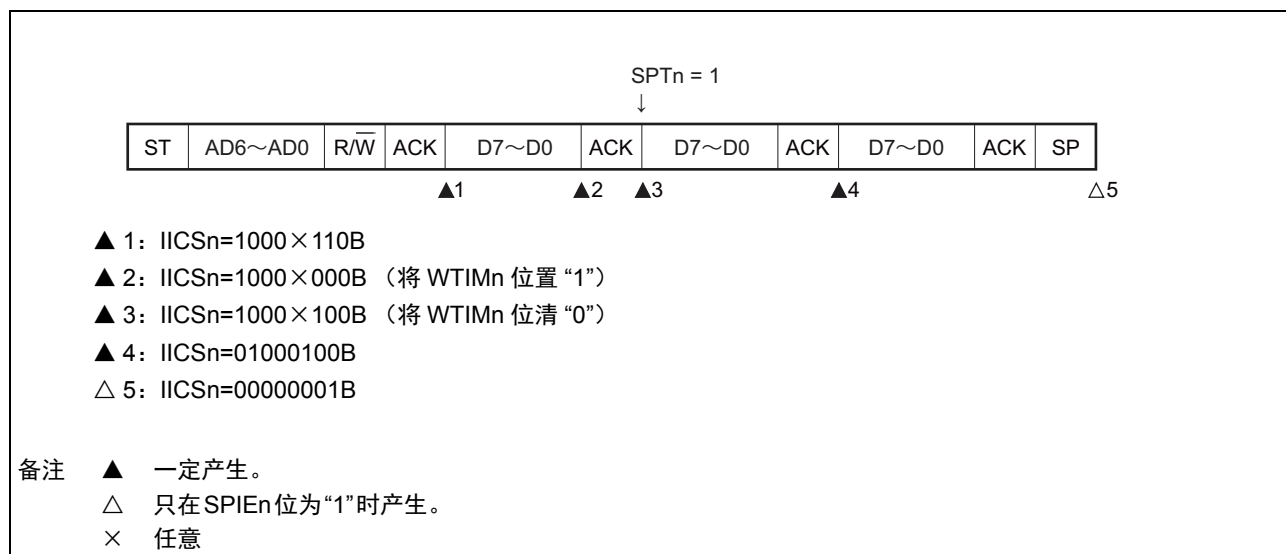 SPTn = 1
↓
ST AD6～AD0 R/W̅ ACK D7～D0 ACK D7～D0 ACK D7～D0 ACK SP
▲1 ▲2 ▲3 ▲4 △5
▲ 1：IICSn=1000×110B
▲ 2：IICSn=1000×000B （将 WTIMn 位置 “1”）
▲ 3：IICSn=1000×100B （将 WTIMn 位清 “0”）
▲ 4：IICSn=01000100B
△ 5：IICSn=00000001B
备注 ▲ 一定产生。
△ 只在SPIEn位为“1”时产生。
× 任意